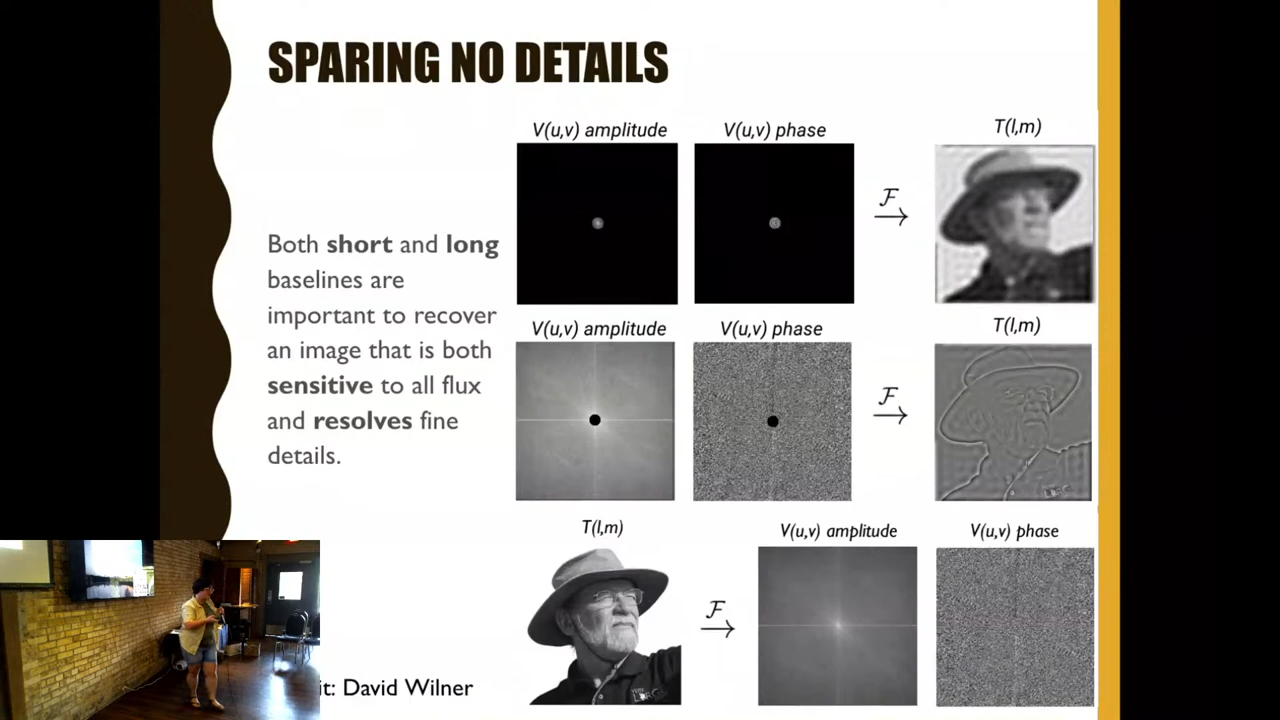 SPARING NO DETAILS
V(u,v) amplitude
V(u,v) phase
T(l,m)
ℱ
→
Both short and long
baselines are
important to recover
an image that is both
sensitive to all flux
and resolves fine
details.
V(u,v) amplitude
V(u,v) phase
T(l,m)
ℱ
→
T(l,m)
V(u,v) amplitude
V(u,v) phase
ℱ
→
it: David Wilner